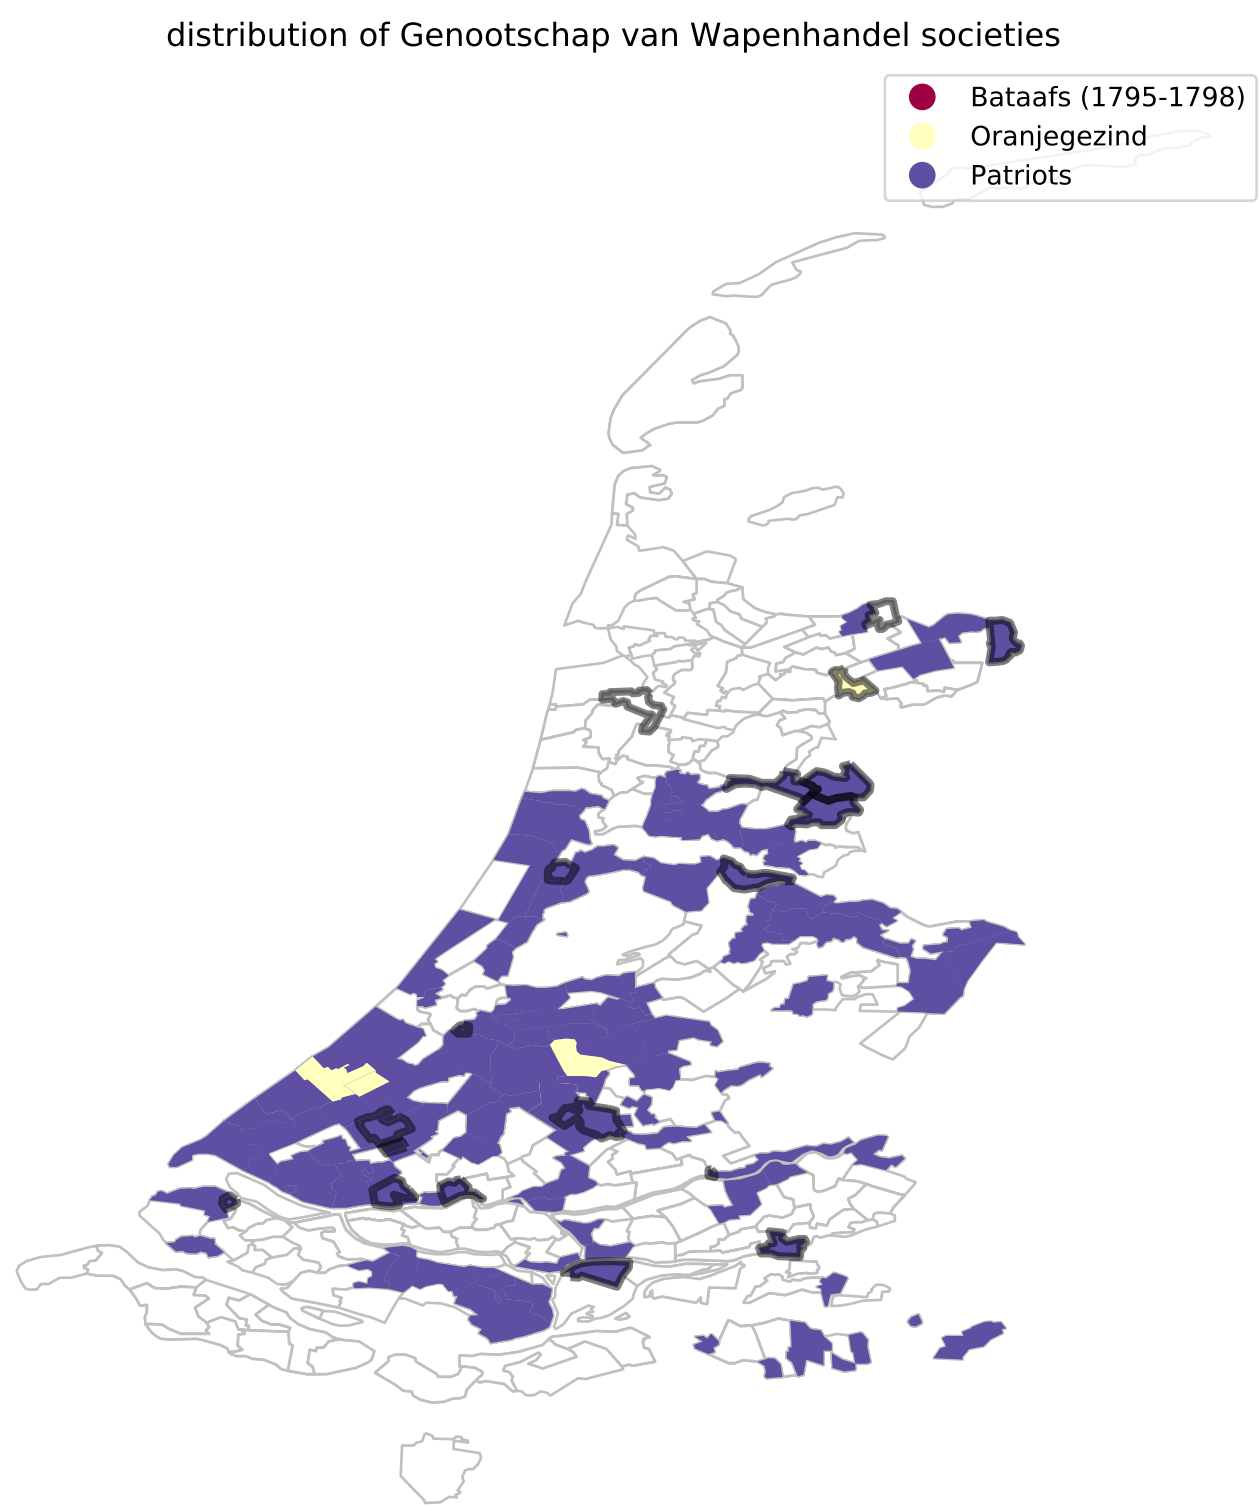 distribution of Genootschap van Wapenhandel societies
Bataafs (1795-1798)
Oranjegezind
Patriots